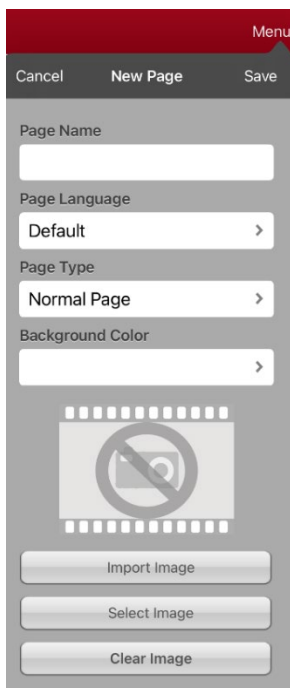 Menu
Cancel New Page Save
Page Name
Page Language
Default
Page Type
Normal Page
Background Color
Import Image
Select Image
Clear Image